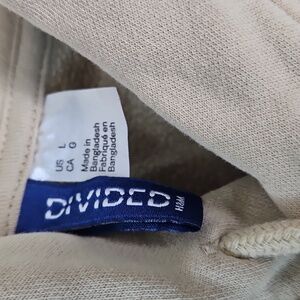 US L
CA G
Made in
Bangladesh
Fabriqué en
Bangladesh
DIVIDED
H&M